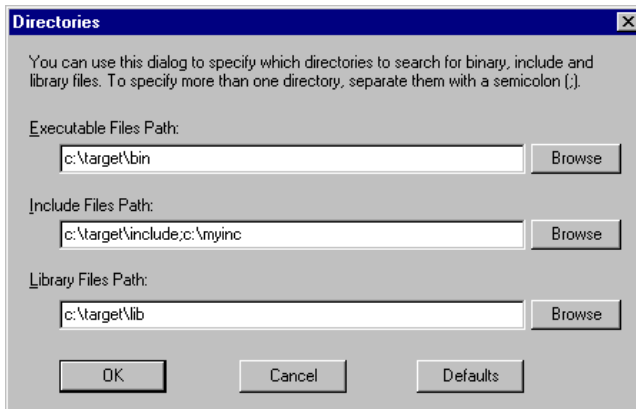 Directories
You can use this dialog to specify which directories to search for binary, include and
library files. To specify more than one directory, separate them with a semicolon (;).
Executable Files Path:
c:\target\bin
Browse
Include Files Path:
c:\target\include;c:\myinc
Browse
Library Files Path:
c:\target\lib
Browse
OK
Cancel
Defaults